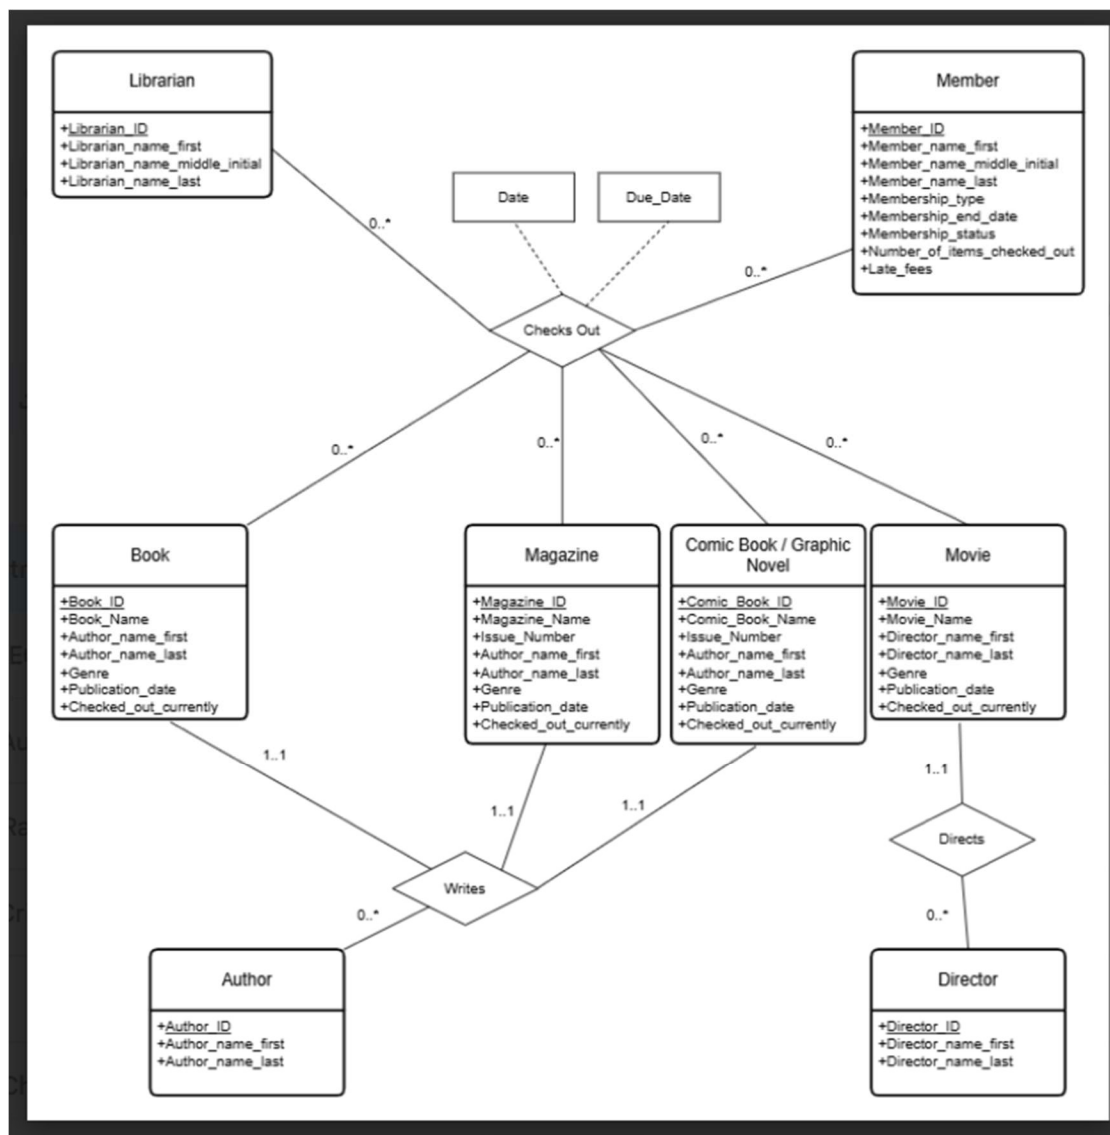 Librarian
+Librarian_ID
+Librarian_name_first
+Librarian_name_middle_initial
+Librarian_name_last
Member
+Member_ID
+Member_name_first
+Member_name_middle_initial
+Member_name_last
+Membership_type
+Membership_end_date
+Membership_status
+Number_of_items_checked_out
+Late_fees
Date
Due_Date
0..*
0..*
Checks Out
0..*
0..*
0..*
0..*
Book
+Book_ID
+Book_Name
+Author_name_first
+Author_name_last
+Genre
+Publication_date
+Checked_out_currently
Magazine
+Magazine_ID
+Magazine_Name
+Issue_Number
+Author_name_first
+Author_name_last
+Genre
+Publication_date
+Checked_out_currently
Comic Book / Graphic
Novel
+Comic_Book_ID
+Comic_Book_Name
+Issue_Number
+Author_name_first
+Author_name_last
+Genre
+Publication_date
+Checked_out_currently
Movie
+Movie_ID
+Movie_Name
+Director_name_first
+Director_name_last
+Genre
+Publication_date
+Checked_out_currently
1..1
1..1
1..1
1..1
Writes
Directs
0..*
0..*
Author
+Author_ID
+Author_name_first
+Author_name_last
Director
+Director_ID
+Director_name_first
+Director_name_last